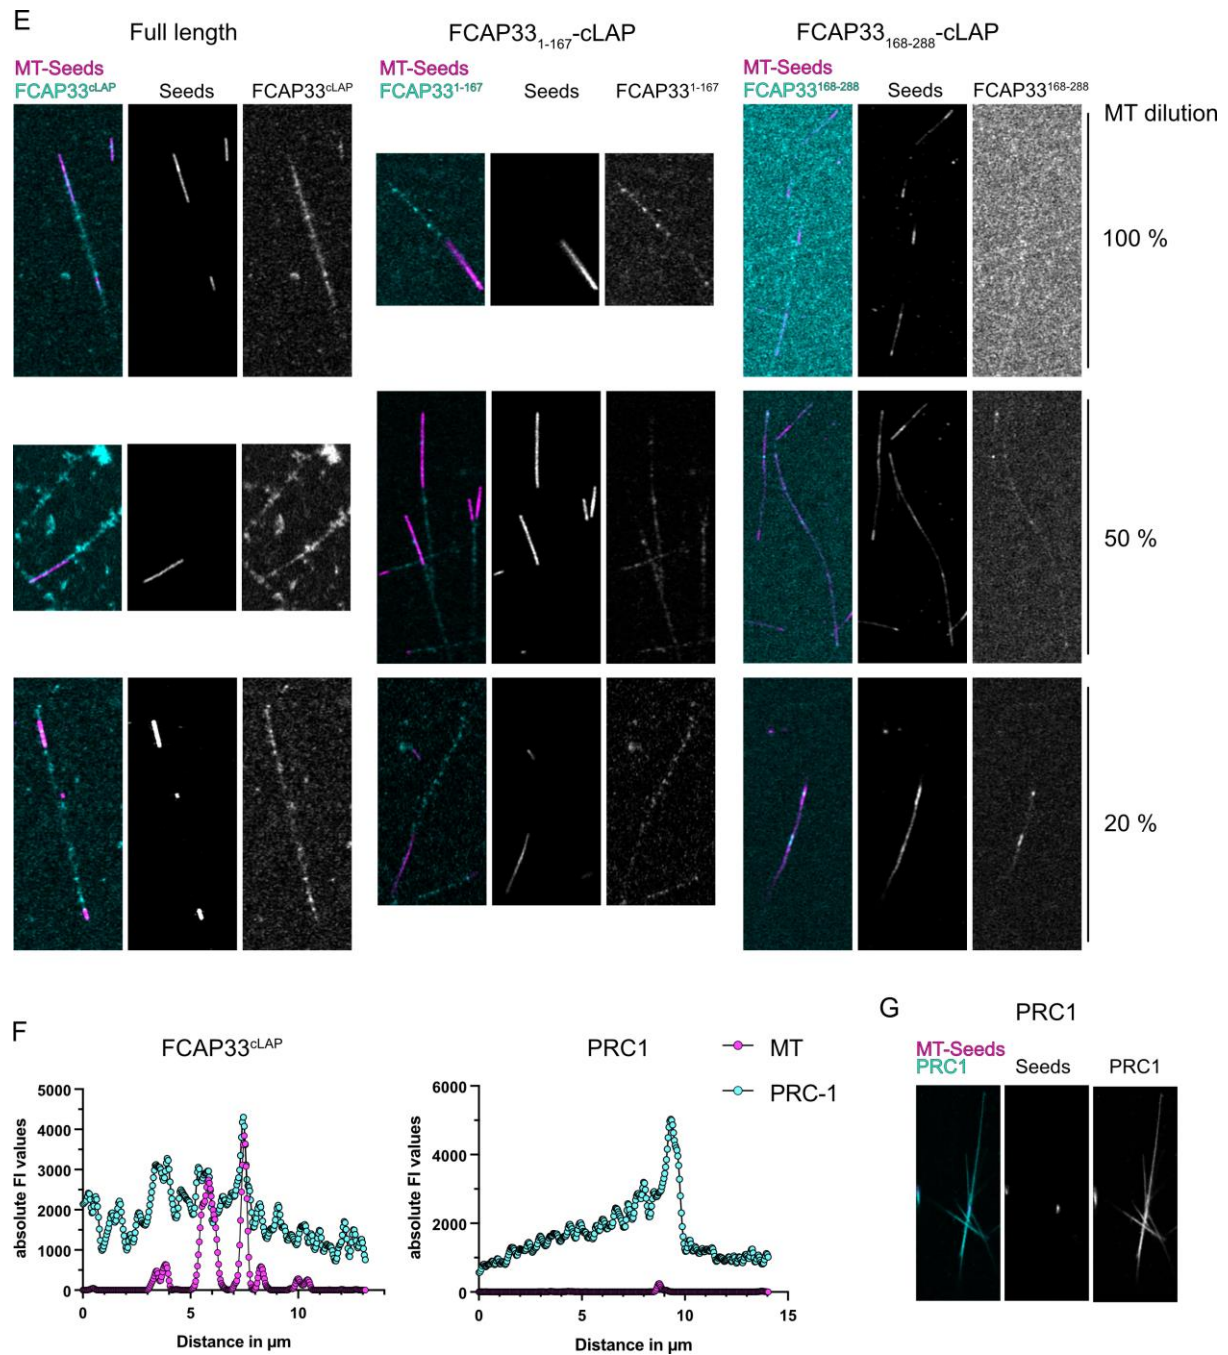 E
Full length
FCAP33₁₋₁₆₇-cLAP
FCAP33₁₆₈₋₂₈₈-cLAP
MT-Seeds
FCAP33ᶜᴸᴬᴾ
Seeds
FCAP33ᶜᴸᴬᴾ
MT-Seeds
FCAP33¹⁻¹⁶⁷
Seeds
FCAP33¹⁻¹⁶⁷
MT-Seeds
FCAP33¹⁶⁸⁻²⁸⁸
Seeds
FCAP33¹⁶⁸⁻²⁸⁸
MT dilution
100 %
50 %
20 %
F
FCAP33ᶜᴸᴬᴾ
absolute FI values
5000
4000
3000
2000
1000
0
0
5
10
Distance in µm
PRC1
absolute FI values
6000
4000
2000
0
0
5
10
15
Distance in µm
MT
PRC-1
G
PRC1
MT-Seeds
PRC1
Seeds
PRC1